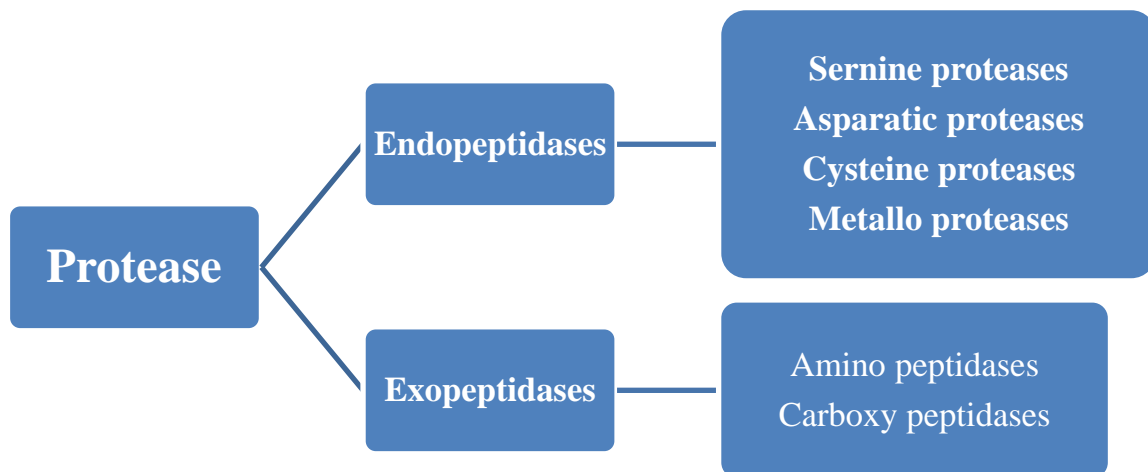 Protease
Endopeptidases
Sernine proteases
Asparatic proteases
Cysteine proteases
Metallo proteases
Exopeptidases
Amino peptidases
Carboxy peptidases